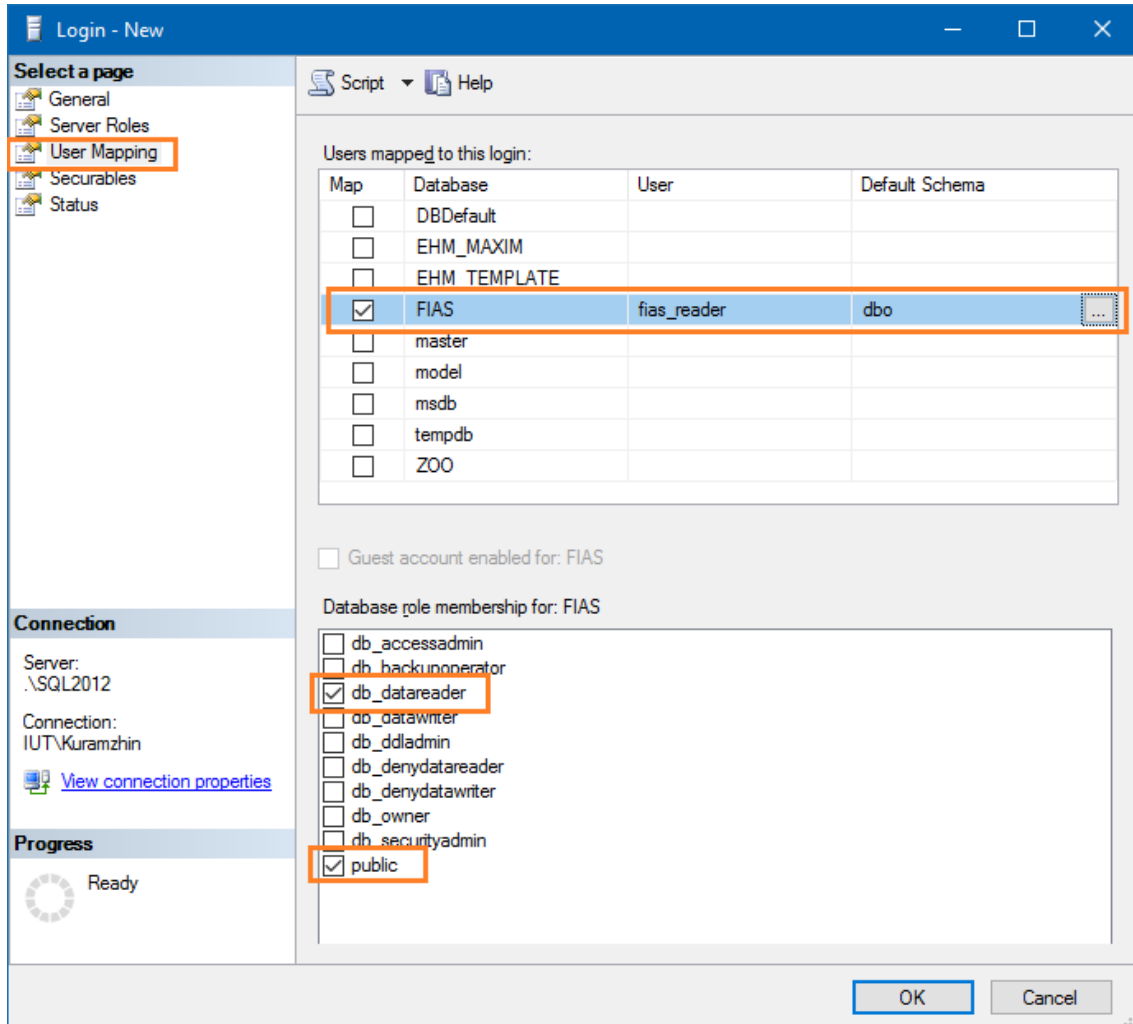 Login - New
Select a page
General
Server Roles
User Mapping
Securables
Status
Script
Help
Users mapped to this login:
Map Database User Default Schema
DBDefault
EHM_MAXIM
EHM_TEMPLATE
FIAS fias_reader dbo ...
master
model
msdb
tempdb
ZOO
Guest account enabled for: FIAS
Database role membership for: FIAS
db_accessadmin
db_backupoperator
db_datareader
db_datawriter
db_ddladmin
db_denydatareader
db_denydatawriter
db_owner
db_securityadmin
public
Connection
Server:
.\SQL2012
Connection:
IUT\Kuramzhin
View connection properties
Progress
Ready
OK
Cancel